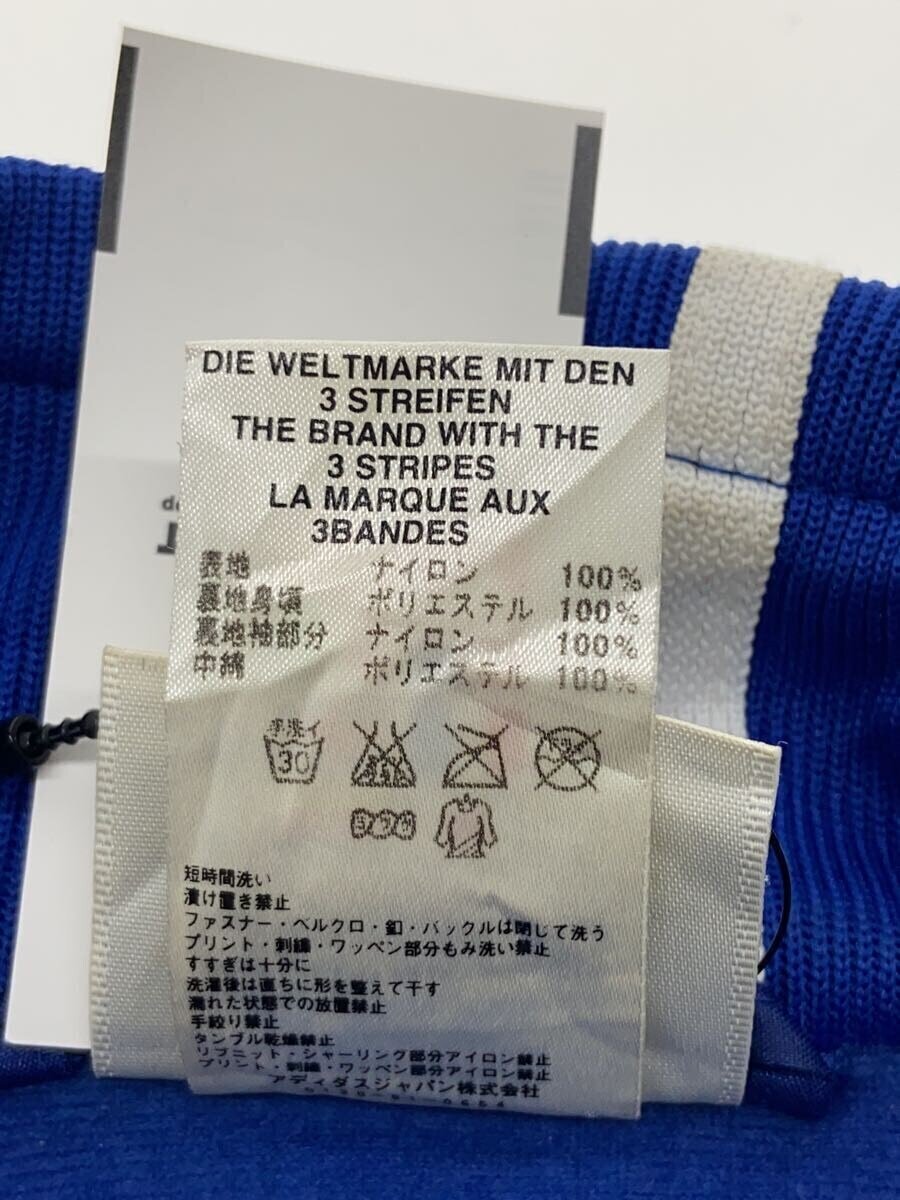 DIE WELTMARKE MIT DEN
3 STREIFEN
THE BRAND WITH THE
3 STRIPES
LA MARQUE AUX
3BANDES
表地 ナイロン 100%
裏地身頃 ポリエステル 100%
裏地袖部分 ナイロン 100%
中綿 ポリエステル 100%
手洗イ
30
短時間洗い
漬け置き禁止
ファスナー・ベルクロ・釦・バックルは閉じて洗う
プリント・刺繍・ワッペン部分もみ洗い禁止
すすぎは十分に
洗濯後は直ちに形を整えて干す
濡れた状態での放置禁止
手絞り禁止
タンブル乾燥禁止
リブニット・シャーリング部分アイロン禁止
プリント・刺繍・ワッペン部分アイロン禁止
アディダスジャパン株式会社